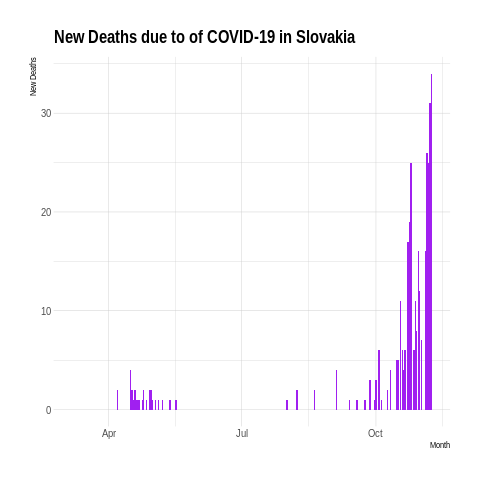 New Deaths due to of COVID-19 in Slovakia
New Deaths
30
20
10
0
Apr
Jul
Oct
Month